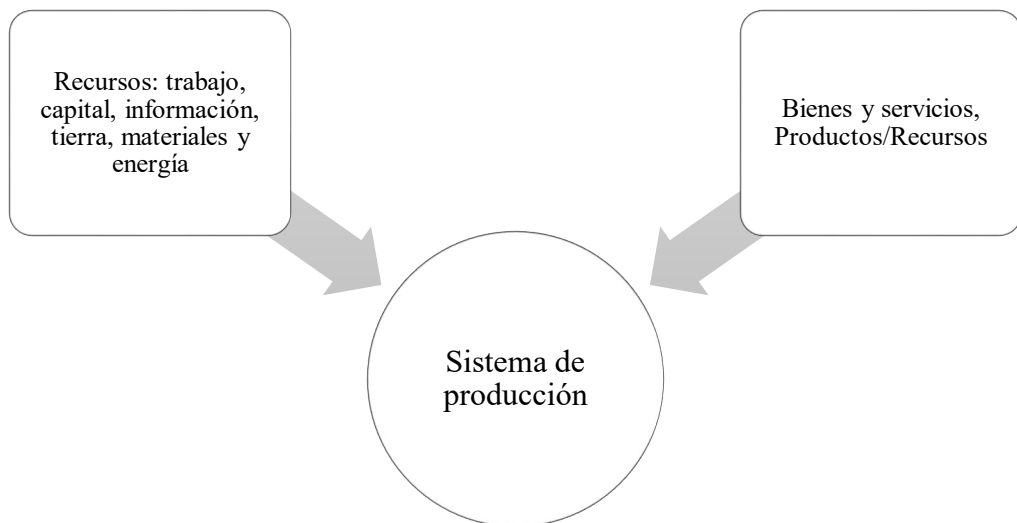 Recursos: trabajo,
capital, información,
tierra, materiales y
energía
Bienes y servicios,
Productos/Recursos
Sistema de
producción